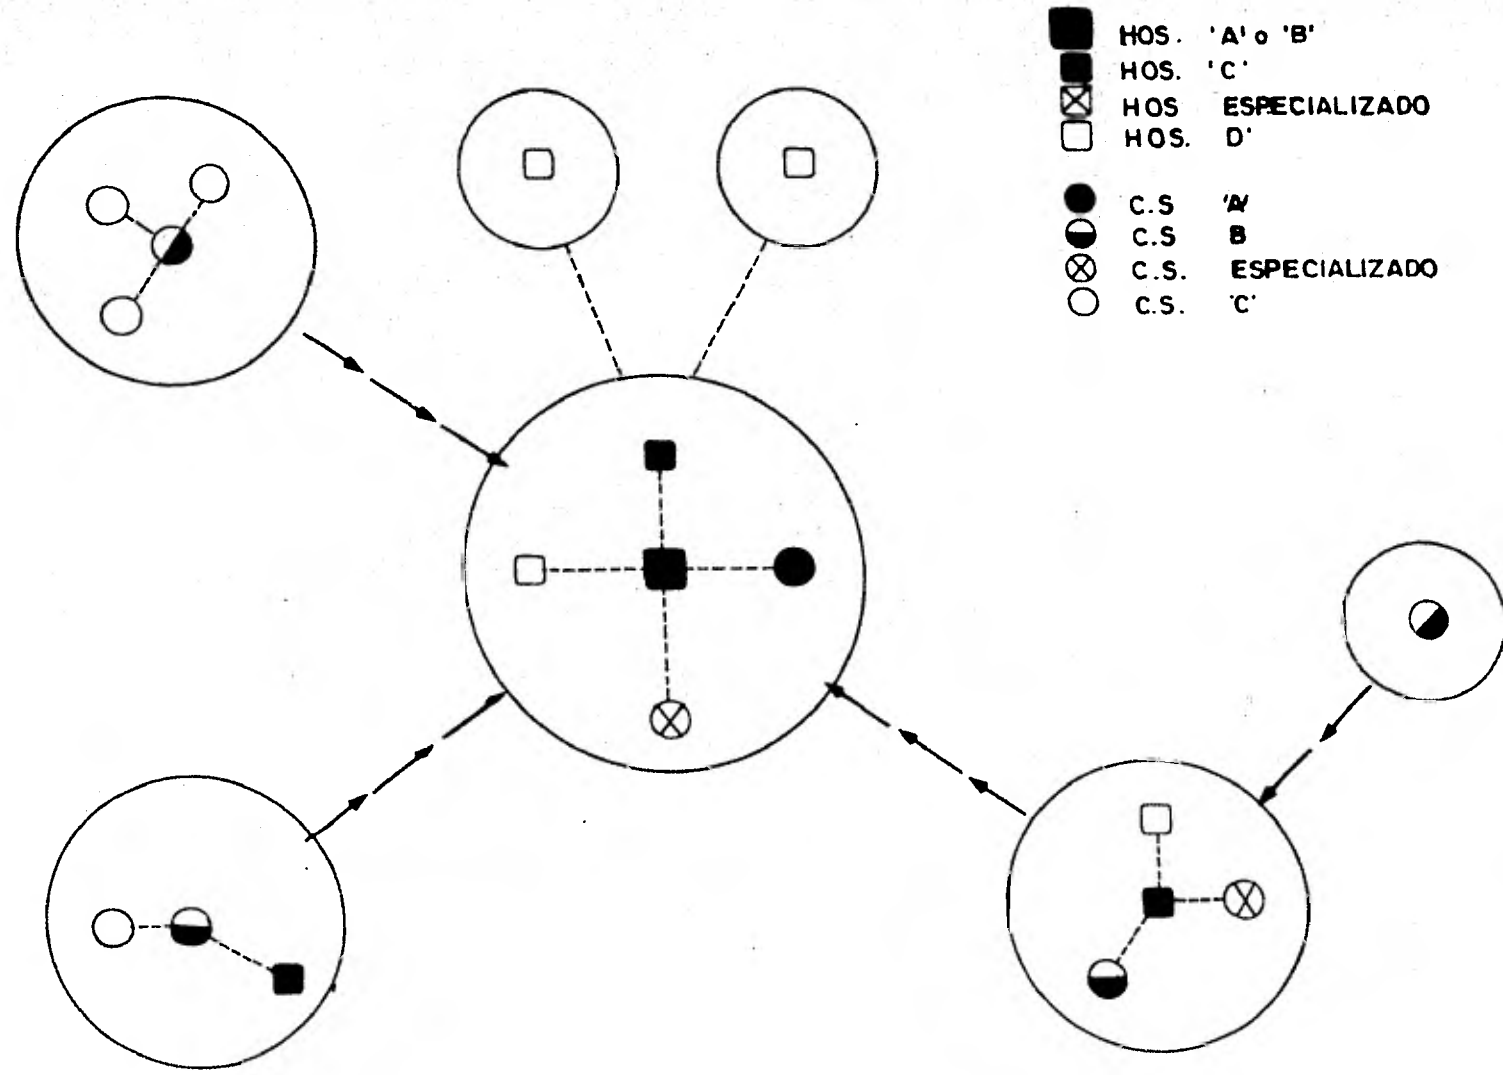 HOS. 'A' o 'B'
HOS. 'C'
HOS ESPECIALIZADO
HOS. D'
C.S 'A'
C.S B
C.S. ESPECIALIZADO
C.S. 'C'